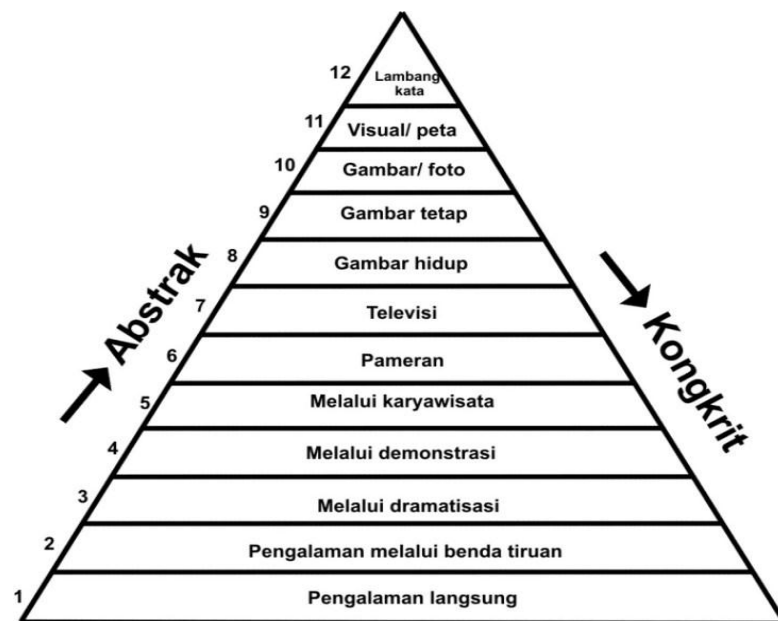 12
Lambang
kata
11
Visual/ peta
10
Gambar/ foto
9
Gambar tetap
8
Gambar hidup
7
Televisi
6
Pameran
5
Melalui karyawisata
4
Melalui demonstrasi
3
Melalui dramatisasi
2
Pengalaman melalui benda tiruan
1
Pengalaman langsung
Abstrak
Kongkrit